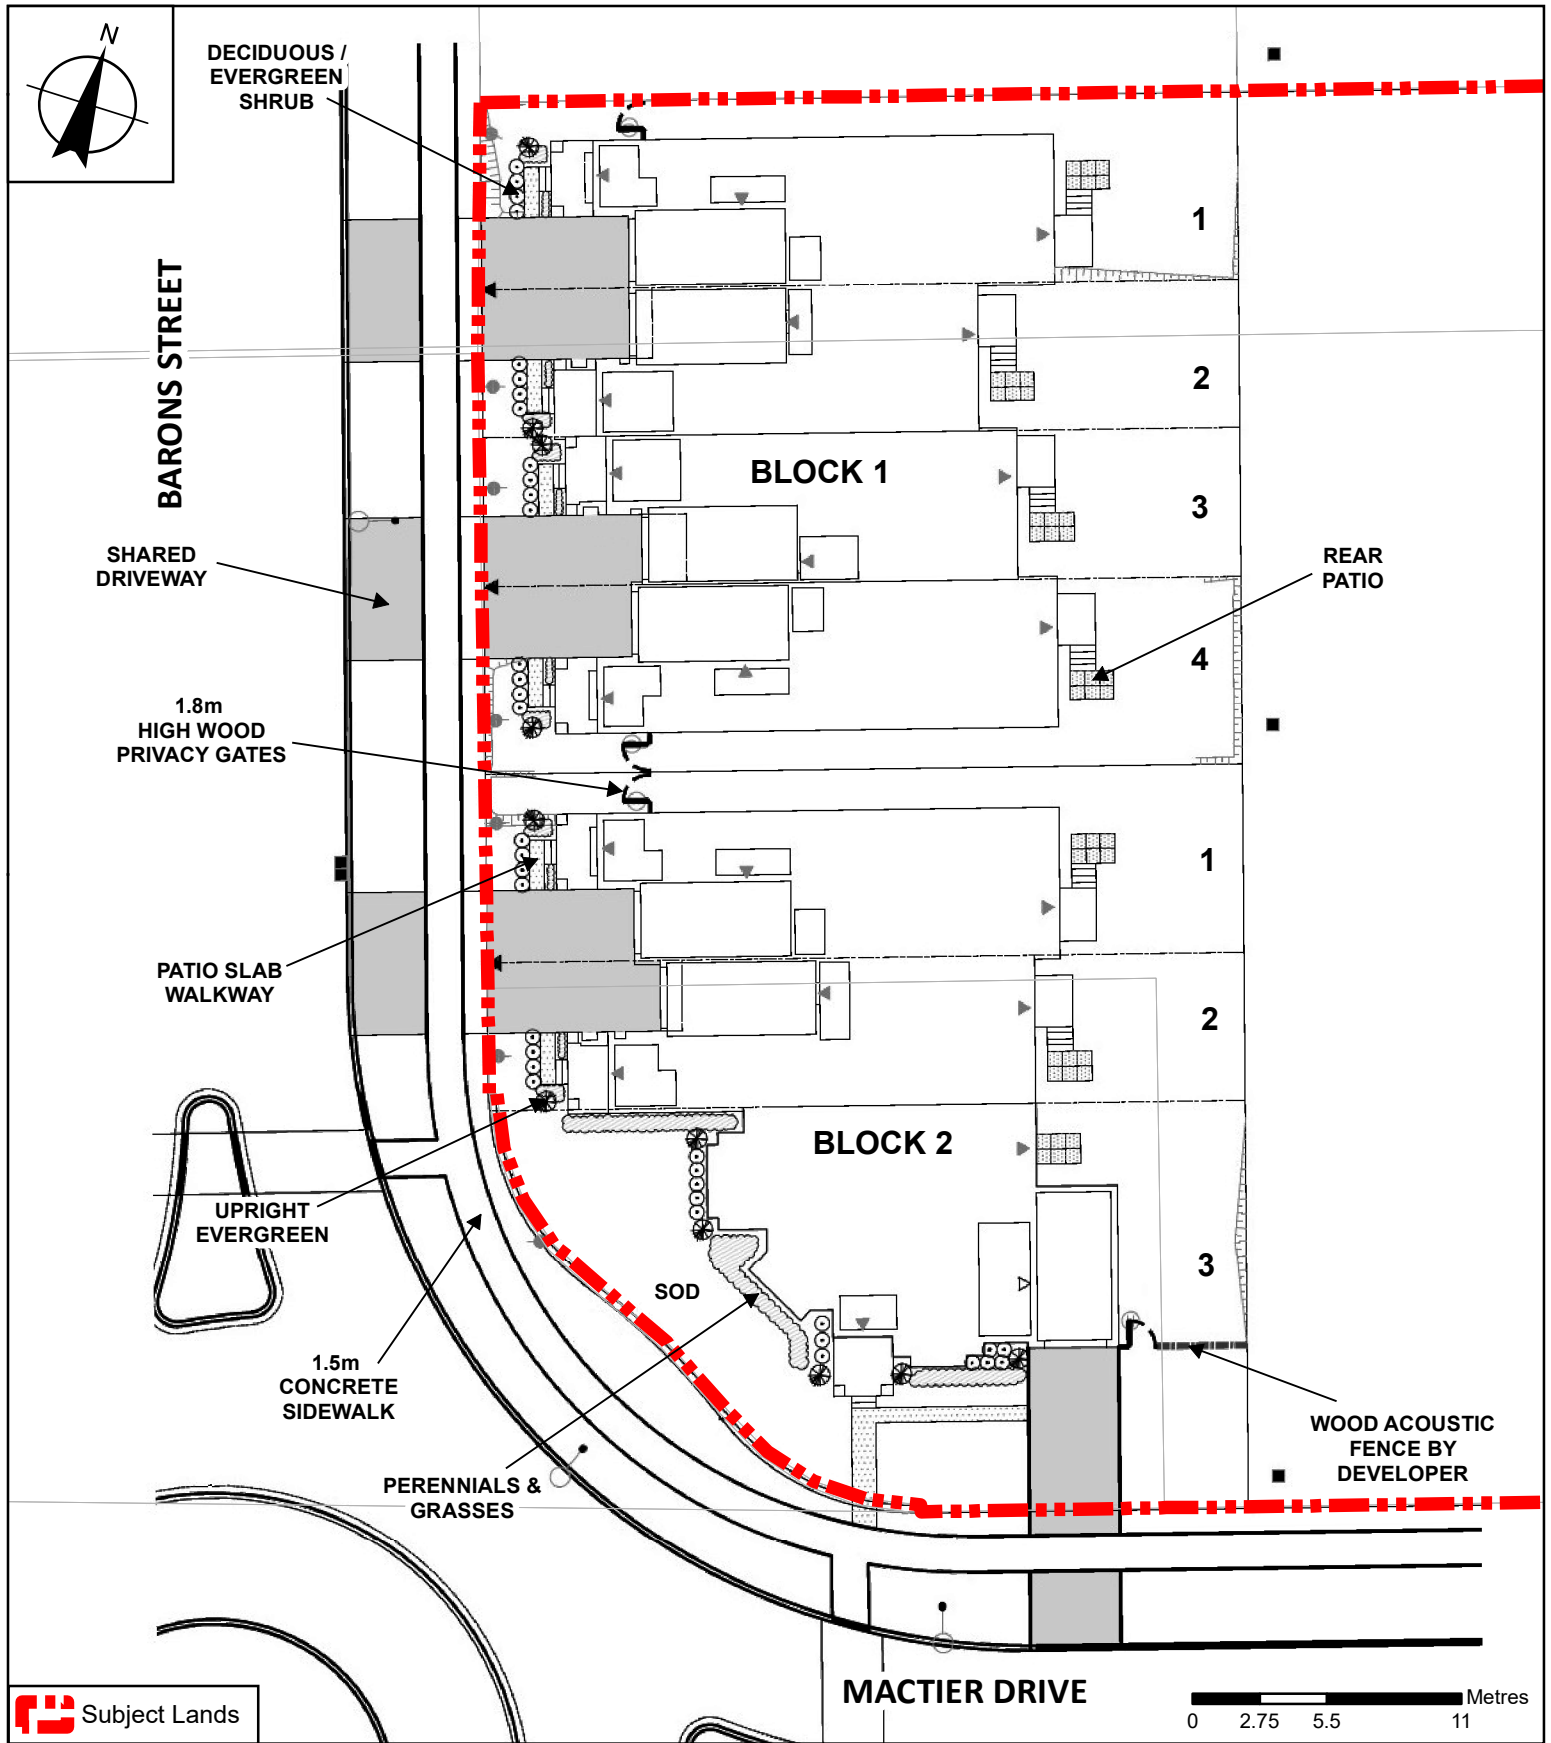 N
DECIDUOUS /
EVERGREEN
SHRUB
BARONS STREET
1
2
BLOCK 1
3
SHARED
DRIVEWAY
REAR
PATIO
4
1.8m
HIGH WOOD
PRIVACY GATES
1
PATIO SLAB
WALKWAY
2
BLOCK 2
UPRIGHT
EVERGREEN
3
SOD
1.5m
CONCRETE
SIDEWALK
WOOD ACOUSTIC
FENCE BY
DEVELOPER
PERENNIALS &
GRASSES
MACTIER DRIVE
Subject Lands
Metres
0 2.75 5.5 11